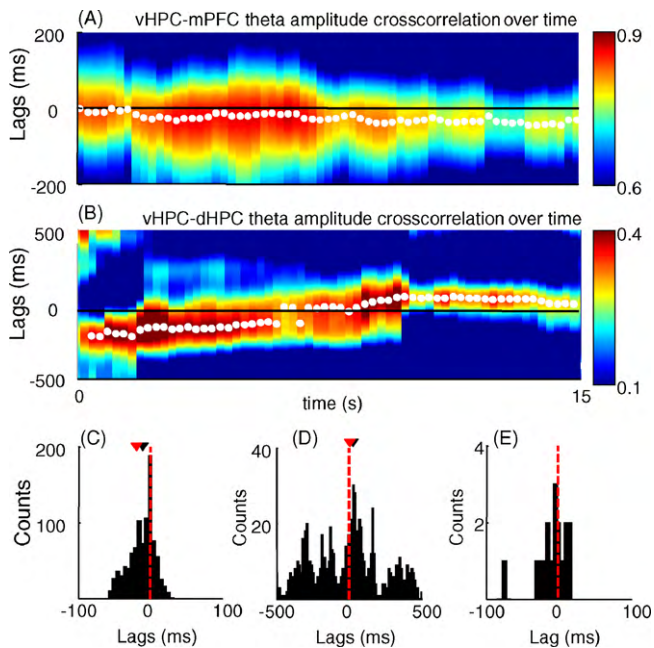 (A) vHPC-mPFC theta amplitude crosscorrelation over time
200
0
-200
Lags (ms)
0.9
0.6
(B) vHPC-dHPC theta amplitude crosscorrelation over time
500
0
-500
Lags (ms)
0.4
0.1
0 time (s) 15
(C)
200
100
0
Counts
-100 0 100
Lags (ms)
(D)
40
20
Counts
-500 0 500
Lags (ms)
(E)
4
2
Counts
-100 0 100
Lag (ms)